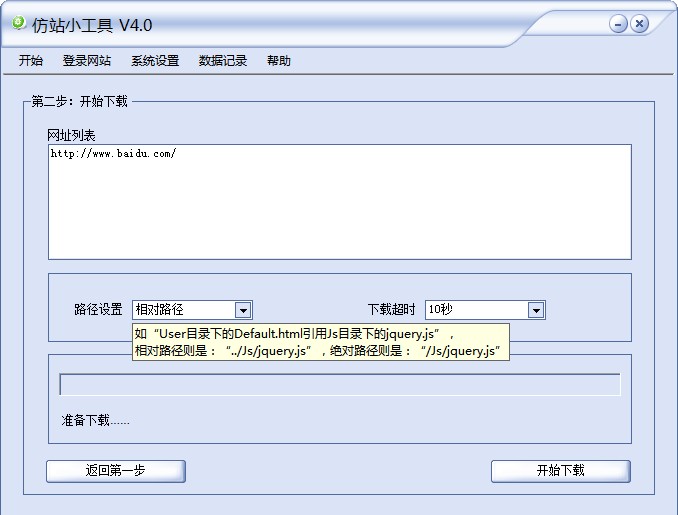 仿站小工具 V4.0
开始 登录网站 系统设置 数据记录 帮助
第二步：开始下载
网址列表
http://www.baidu.com/
路径设置 相对路径 下载超时 10秒
如“User目录下的Default.html引用Js目录下的jquery.js”，
相对路径则是：“../Js/jquery.js”，绝对路径则是：“/Js/jquery.js”
准备下载......
返回第一步 开始下载